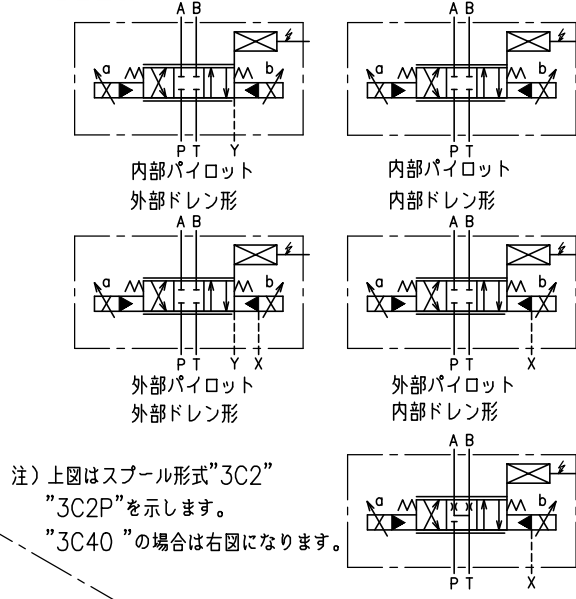 A B
a b
P T Y
内部パイロット
外部ドレン形
A B
a b
P T
内部パイロット
内部ドレン形
A B
a b
P T Y X
外部パイロット
外部ドレン形
A B
a b
P T X
外部パイロット
内部ドレン形
注）上図はスプール形式"3C2"
"3C2P"を示します。
"3C40 "の場合は右図になります。
A B
a b
P T X